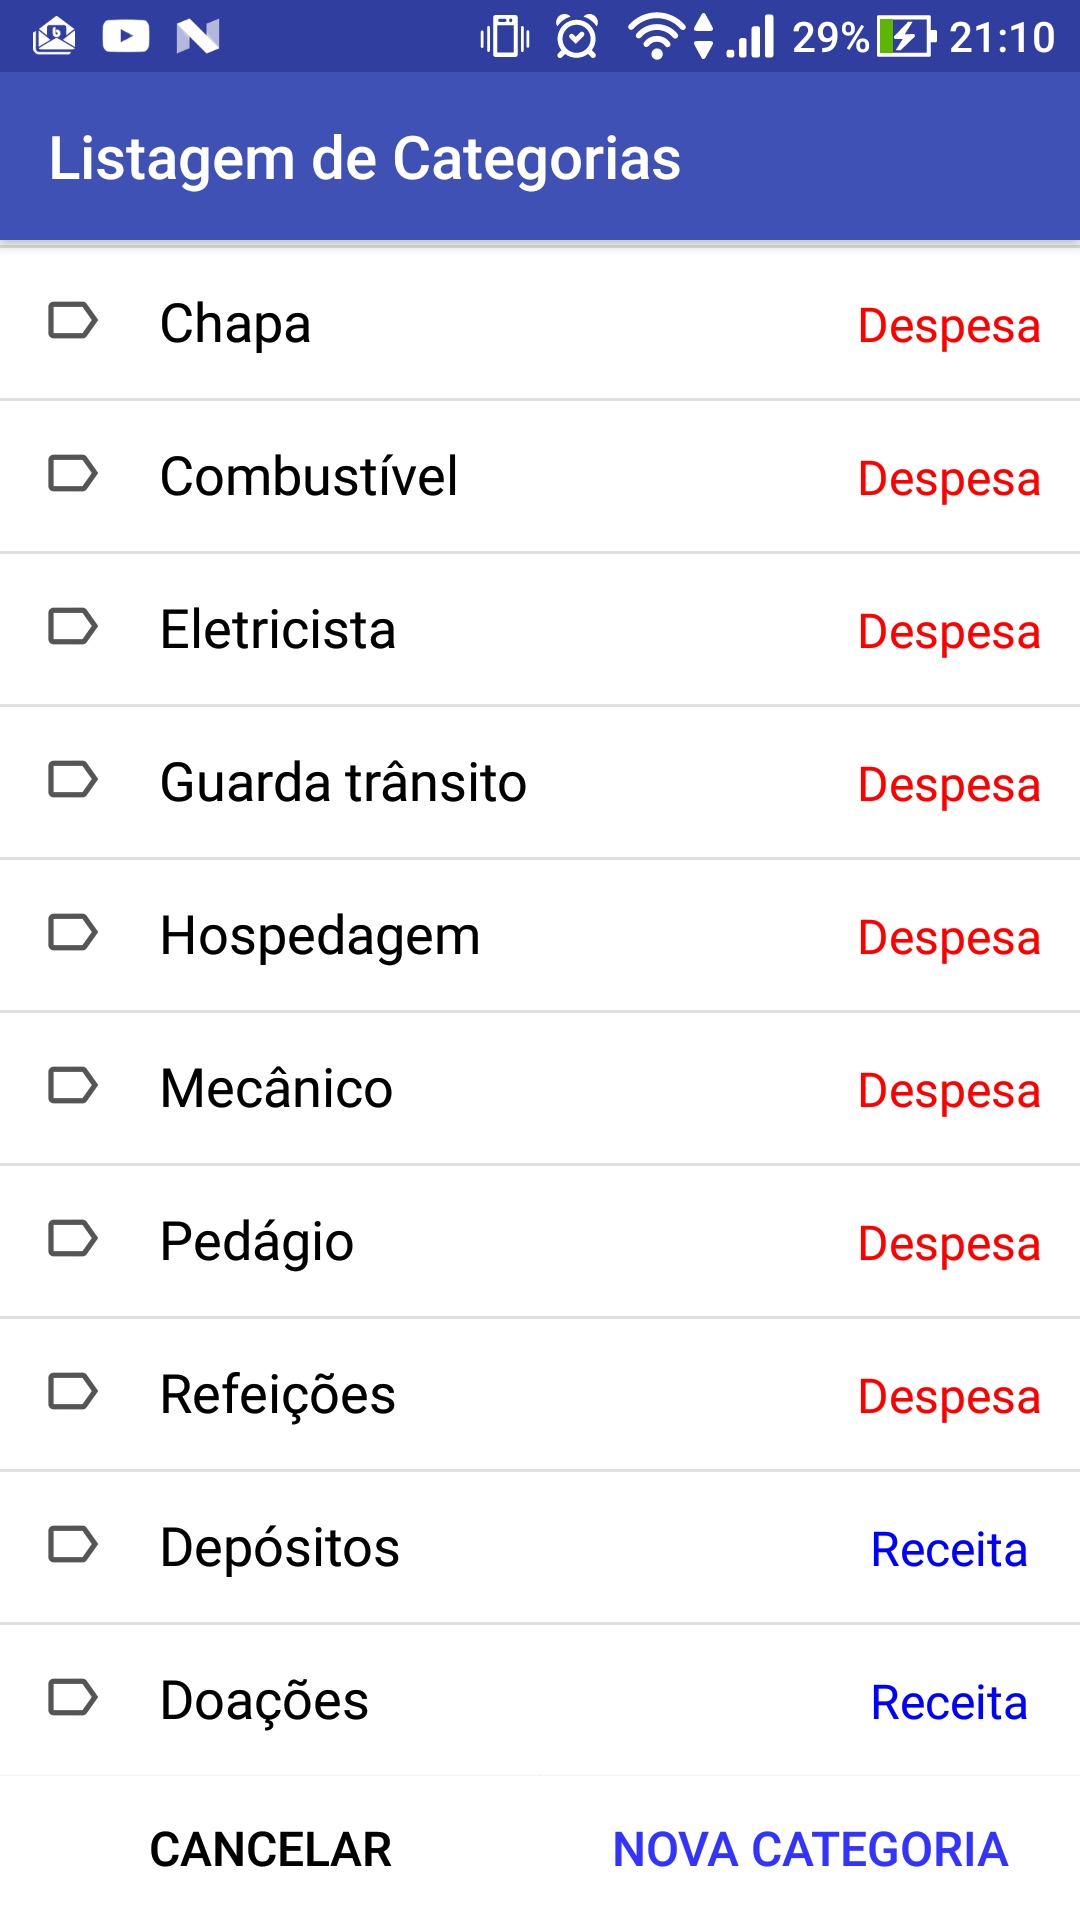 29% 21:10
Listagem de Categorias
Chapa Despesa
Combustível Despesa
Eletricista Despesa
Guarda trânsito Despesa
Hospedagem Despesa
Mecânico Despesa
Pedágio Despesa
Refeições Despesa
Depósitos Receita
Doações Receita
CANCELAR NOVA CATEGORIA